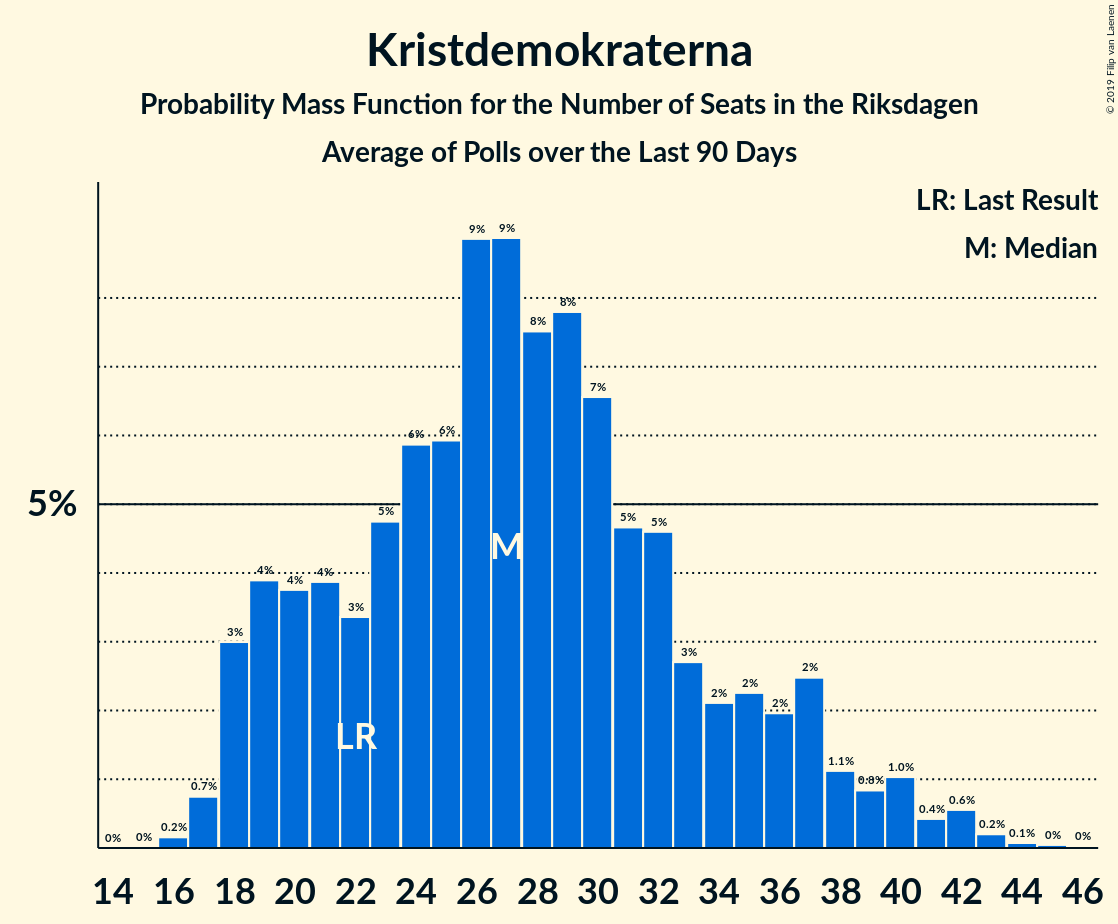 Kristdemokraterna
Probability Mass Function for the Number of Seats in the Riksdagen
Average of Polls over the Last 90 Days
© 2019 Filip van Laenen
LR: Last Result
M: Median
5%
0% 0% 0.2% 0.7% 3% 4% 4% 4% 3% 5% 6% 6% 9% 9% 8% 8% 7% 5% 5% 3% 2% 2% 2% 2% 1.1% 0.8% 1.0% 0.4% 0.6% 0.2% 0.1% 0% 0%
M
LR
14 16 18 20 22 24 26 28 30 32 34 36 38 40 42 44 46